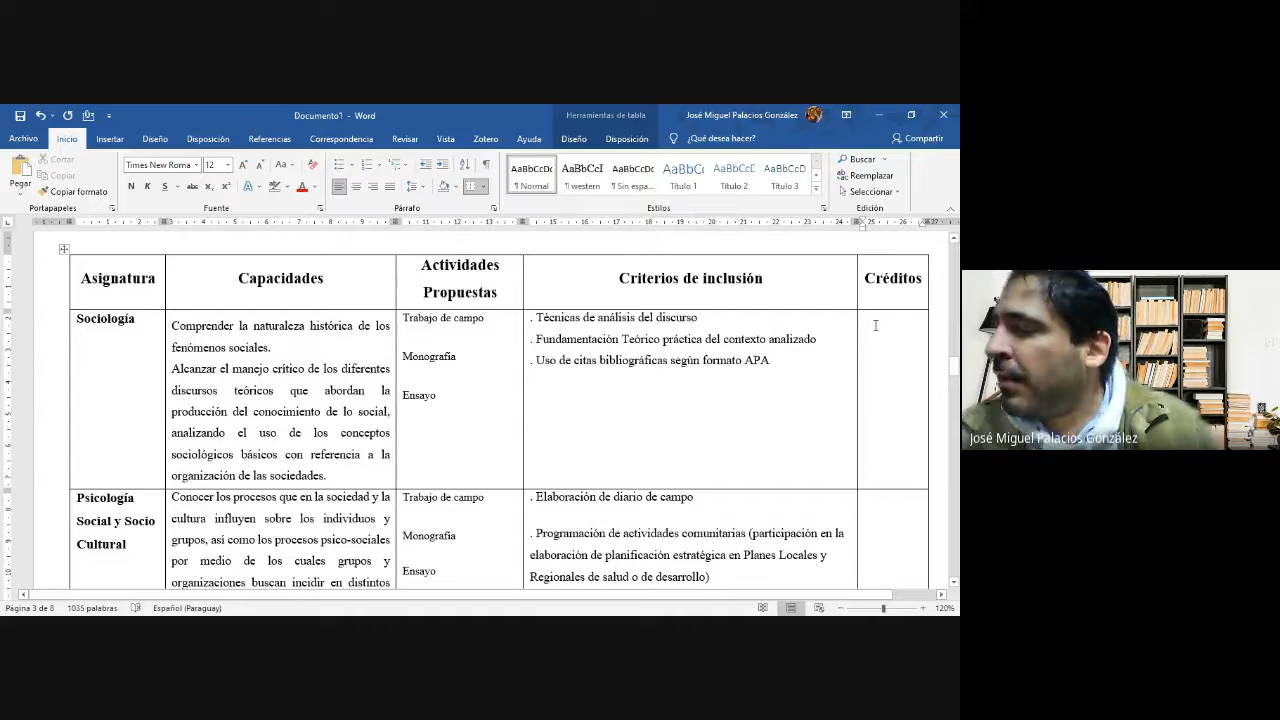 Documento1 - Word
Herramientas de tabla
José Miguel Palacios González
Archivo Inicio Insertar Diseño Disposición Referencias Correspondencia Revisar Vista Zotero Ayuda Diseño Disposición ¿Qué desea hacer? Compartir
Pegar
Cortar
Copiar
Copiar formato
Portapapeles
Times New Roma 12
Fuente
Párrafo
AaBbCcDc AaBbCcI AaBbCcDc AaBbC AaBbCcD AaBbCcD
¶ Normal ¶ western ¶ Sin espa... Título 1 Título 2 Título 3
Estilos
Buscar
Reemplazar
Seleccionar
Edición
Asignatura
Capacidades
Actividades
Propuestas
Criterios de inclusión
Créditos
Sociología
Comprender la naturaleza histórica de los
fenómenos sociales.
Alcanzar el manejo crítico de los diferentes
discursos teóricos que abordan la
producción del conocimiento de lo social,
analizando el uso de los conceptos
sociológicos básicos con referencia a la
organización de las sociedades.
Trabajo de campo
Monografía
Ensayo
. Técnicas de análisis del discurso
. Fundamentación Teórico práctica del contexto analizado
. Uso de citas bibliográficas según formato APA
Psicología
Social y Socio
Cultural
Conocer los procesos que en la sociedad y la
cultura influyen sobre los individuos y
grupos, así como los procesos psico-sociales
por medio de los cuales grupos y
organizaciones buscan incidir en distintos
Trabajo de campo
Monografía
Ensayo
. Elaboración de diario de campo
. Programación de actividades comunitarias (participación en la
elaboración de planificación estratégica en Planes Locales y
Regionales de salud o de desarrollo)
Página 3 de 8 1035 palabras Español (Paraguay) 120%
José Miguel Palacios González